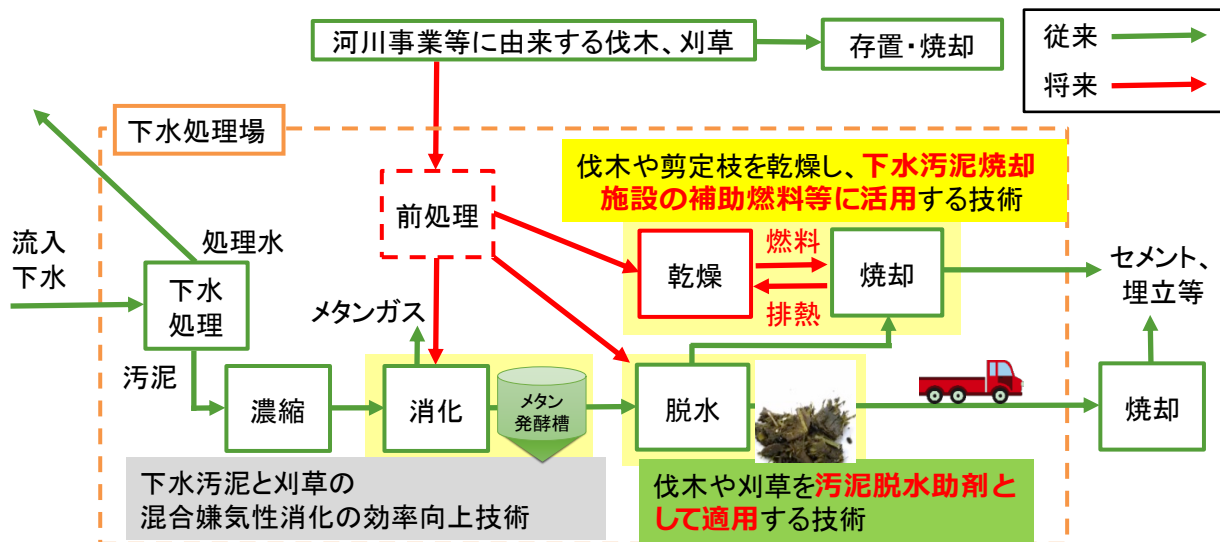 河川事業等に由来する伐木、刈草
存置・焼却
従来
将来
下水処理場
伐木や剪定枝を乾燥し、下水汚泥焼却
施設の補助燃料等に活用する技術
前処理
流入
下水
処理水
下水
処理
乾燥
燃料
排熱
焼却
セメント、
埋立等
メタンガス
汚泥
濃縮
消化
メタン
発酵槽
脱水
焼却
下水汚泥と刈草の
混合嫌気性消化の効率向上技術
伐木や刈草を汚泥脱水助剤と
して適用する技術